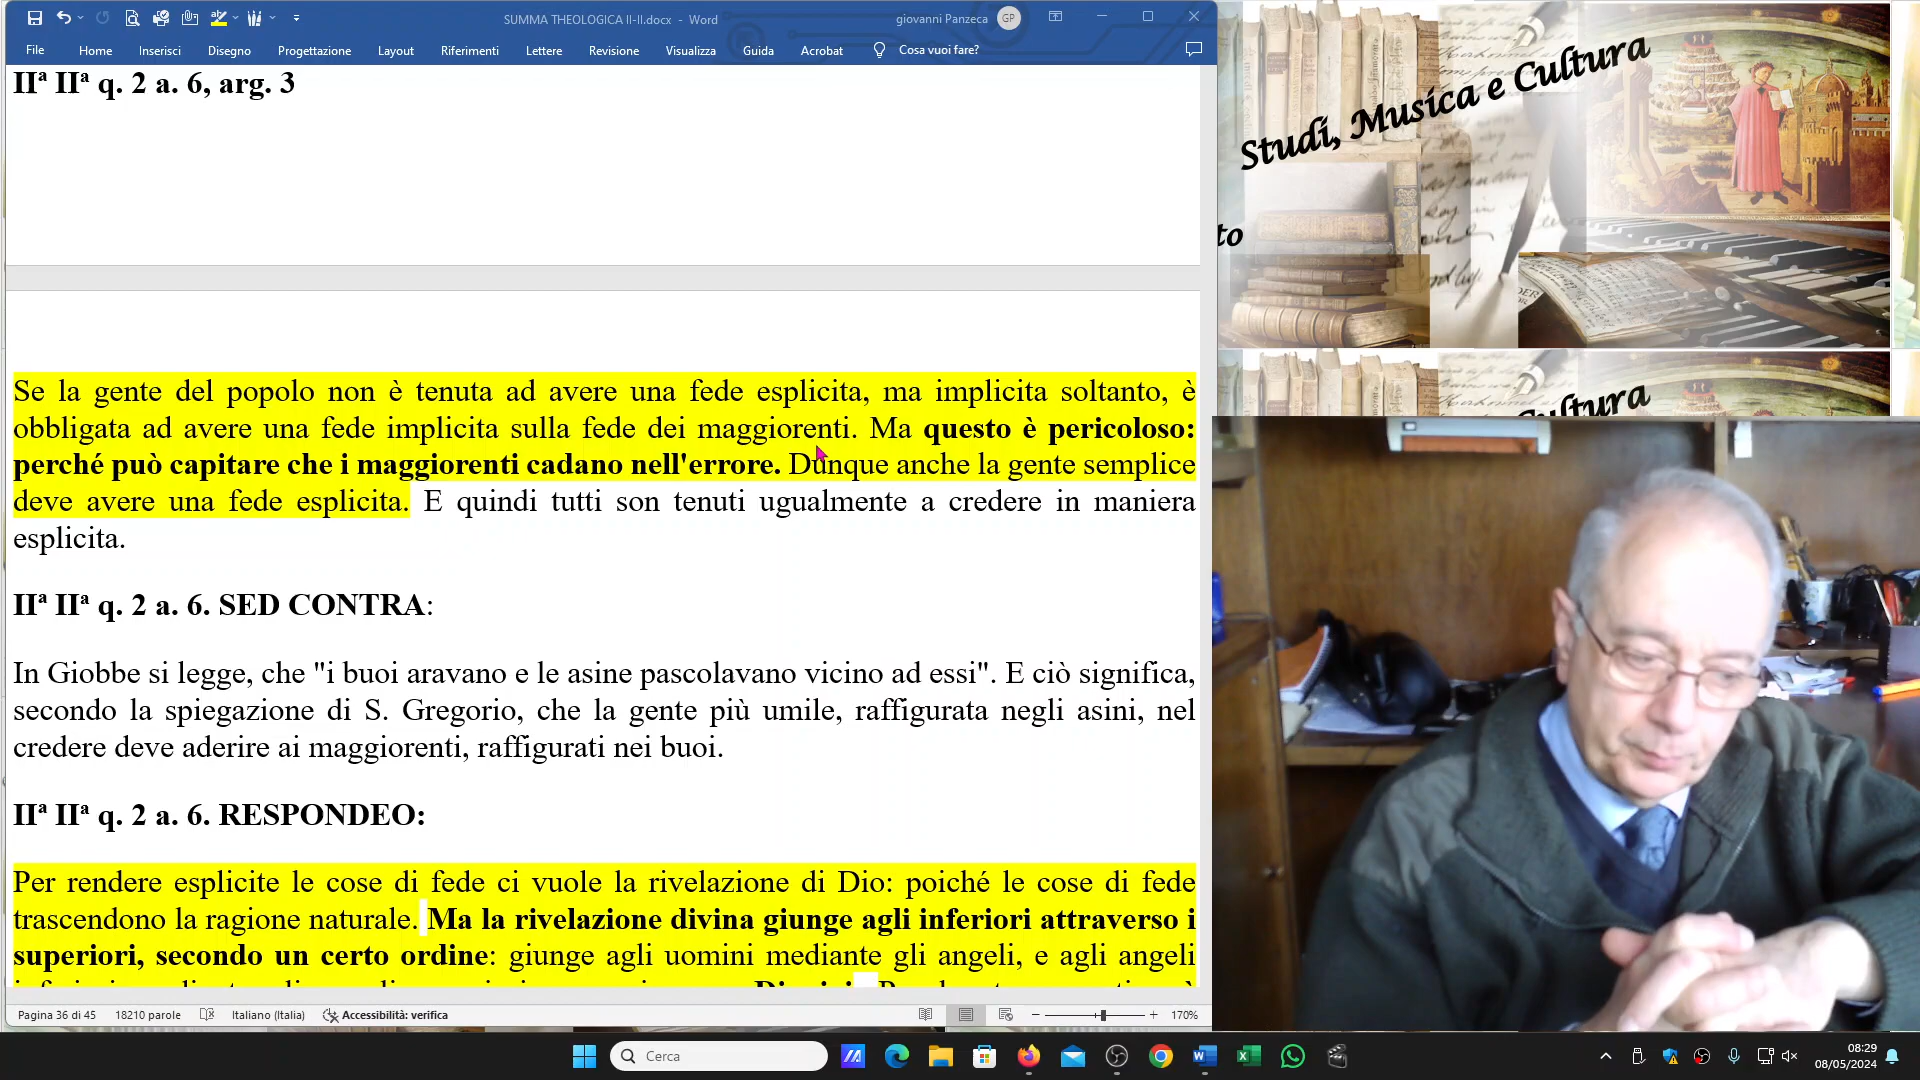 SUMMA THEOLOGICA II-II.docx - Word
giovanni Panzeca GP
File Home Inserisci Disegno Progettazione Layout Riferimenti Lettere Revisione Visualizza Guida Acrobat Cosa vuoi fare?
IIª IIª q. 2 a. 6, arg. 3
Se la gente del popolo non è tenuta ad avere una fede esplicita, ma implicita soltanto, è
obbligata ad avere una fede implicita sulla fede dei maggiorenti. Ma questo è pericoloso:
perché può capitare che i maggiorenti cadano nell'errore. Dunque anche la gente semplice
deve avere una fede esplicita. E quindi tutti son tenuti ugualmente a credere in maniera
esplicita.
IIª IIª q. 2 a. 6. SED CONTRA:
In Giobbe si legge, che "i buoi aravano e le asine pascolavano vicino ad essi". E ciò significa,
secondo la spiegazione di S. Gregorio, che la gente più umile, raffigurata negli asini, nel
credere deve aderire ai maggiorenti, raffigurati nei buoi.
IIª IIª q. 2 a. 6. RESPONDEO:
Per rendere esplicite le cose di fede ci vuole la rivelazione di Dio: poiché le cose di fede
trascendono la ragione naturale. Ma la rivelazione divina giunge agli inferiori attraverso i
superiori, secondo un certo ordine: giunge agli uomini mediante gli angeli, e agli angeli
Pagina 36 di 45 18210 parole Italiano (Italia) Accessibilità: verifica 170%
Studi, Musica e Cultura
to
Cultura
Cerca
08:29
08/05/2024